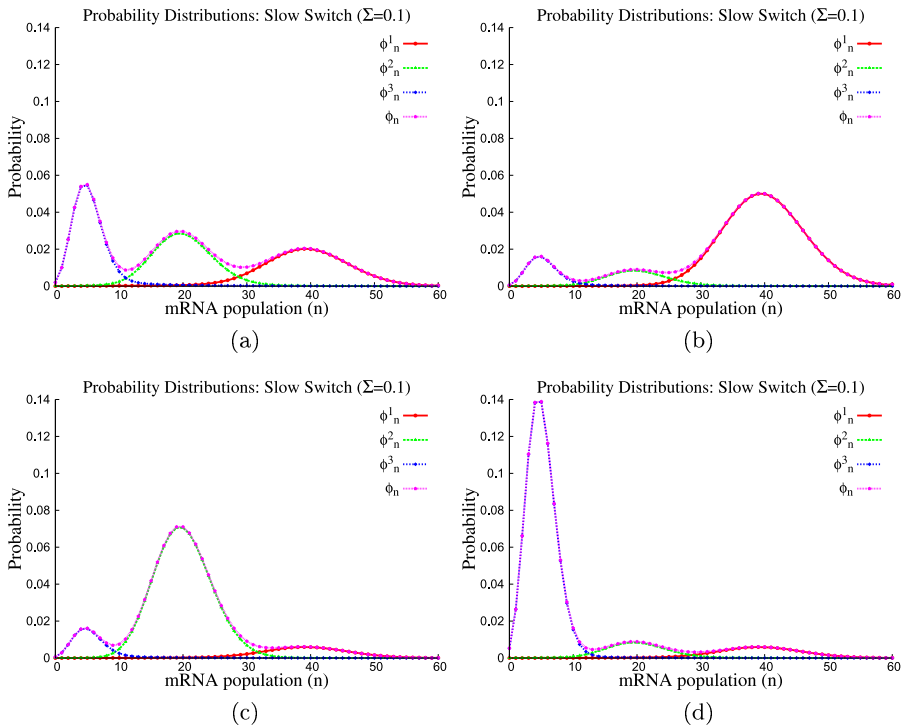 Probability Distributions: Slow Switch (Σ=0.1)
0.14
0.12
0.1
0.08
0.06
0.04
0.02
0
Probability
ϕ¹ₙ
ϕ²ₙ
ϕ³ₙ
ϕₙ
0 10 20 30 40 50 60
mRNA population (n)
(a)
Probability Distributions: Slow Switch (Σ=0.1)
0.14
0.12
0.1
0.08
0.06
0.04
0.02
0
Probability
ϕ¹ₙ
ϕ²ₙ
ϕ³ₙ
ϕₙ
0 10 20 30 40 50 60
mRNA population (n)
(b)
Probability Distributions: Slow Switch (Σ=0.1)
0.14
0.12
0.1
0.08
0.06
0.04
0.02
0
Probability
ϕ¹ₙ
ϕ²ₙ
ϕ³ₙ
ϕₙ
0 10 20 30 40 50 60
mRNA population (n)
(c)
Probability Distributions: Slow Switch (Σ=0.1)
0.14
0.12
0.1
0.08
0.06
0.04
0.02
0
Probability
ϕ¹ₙ
ϕ²ₙ
ϕ³ₙ
ϕₙ
0 10 20 30 40 50 60
mRNA population (n)
(d)